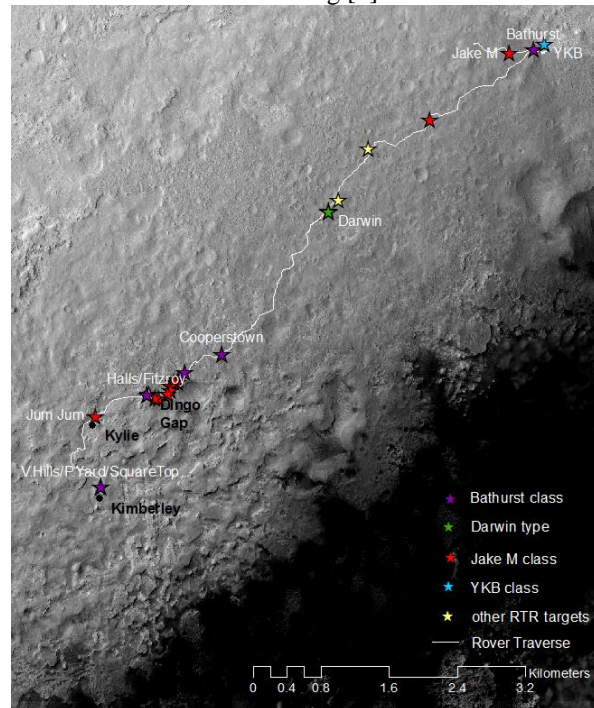 Bathurst
Jake M
YKB
Darwin
Cooperstown
Halls/Fitzroy
Dingo
Gap
Jum Jum
Kylie
V.Hills/P.Yard/SquareTop
Kimberley
Bathurst class
Darwin type
Jake M class
YKB class
other RTR targets
Rover Traverse
Kilometers
0 0.4 0.8 1.6 2.4 3.2